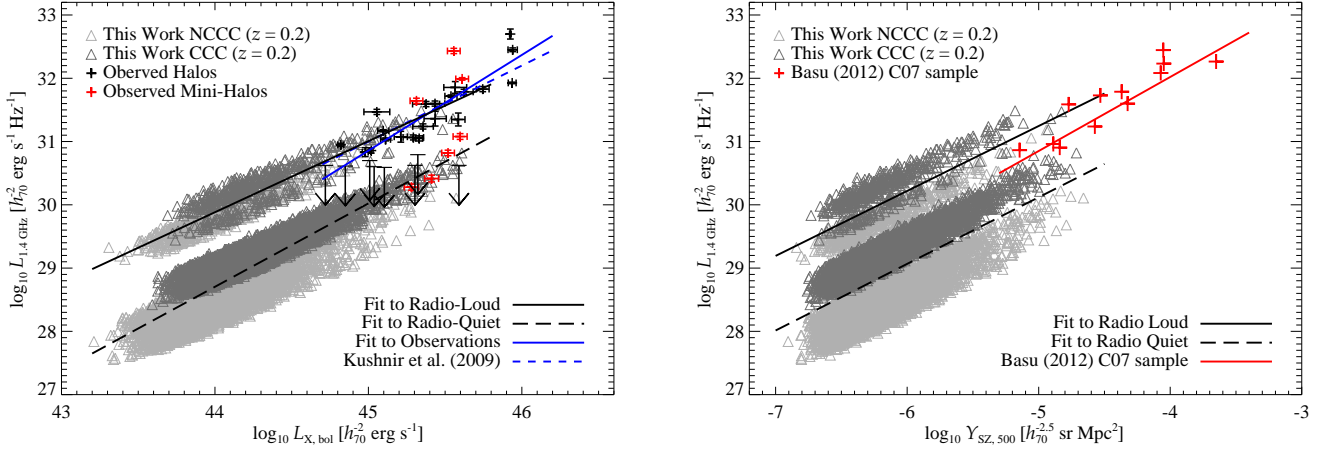 33
32
31
30
29
28
27
log₁₀ L₁.₄ GHz [h₇₀⁻² erg s⁻¹ Hz⁻¹]
This Work NCCC (z = 0.2)
This Work CCC (z = 0.2)
Oberved Halos
Observed Mini-Halos
Fit to Radio-Loud
Fit to Radio-Quiet
Fit to Observations
Kushnir et al. (2009)
43 44 45 46
log₁₀ L_X, bol [h₇₀⁻² erg s⁻¹]
33
32
31
30
29
28
27
log₁₀ L₁.₄ GHz [h₇₀⁻² erg s⁻¹ Hz⁻¹]
This Work NCCC (z = 0.2)
This Work CCC (z = 0.2)
Basu (2012) C07 sample
Fit to Radio Loud
Fit to Radio Quiet
Basu (2012) C07 sample
-7 -6 -5 -4 -3
log₁₀ Y_SZ, 500 [h₇₀⁻²·⁵ sr Mpc²]